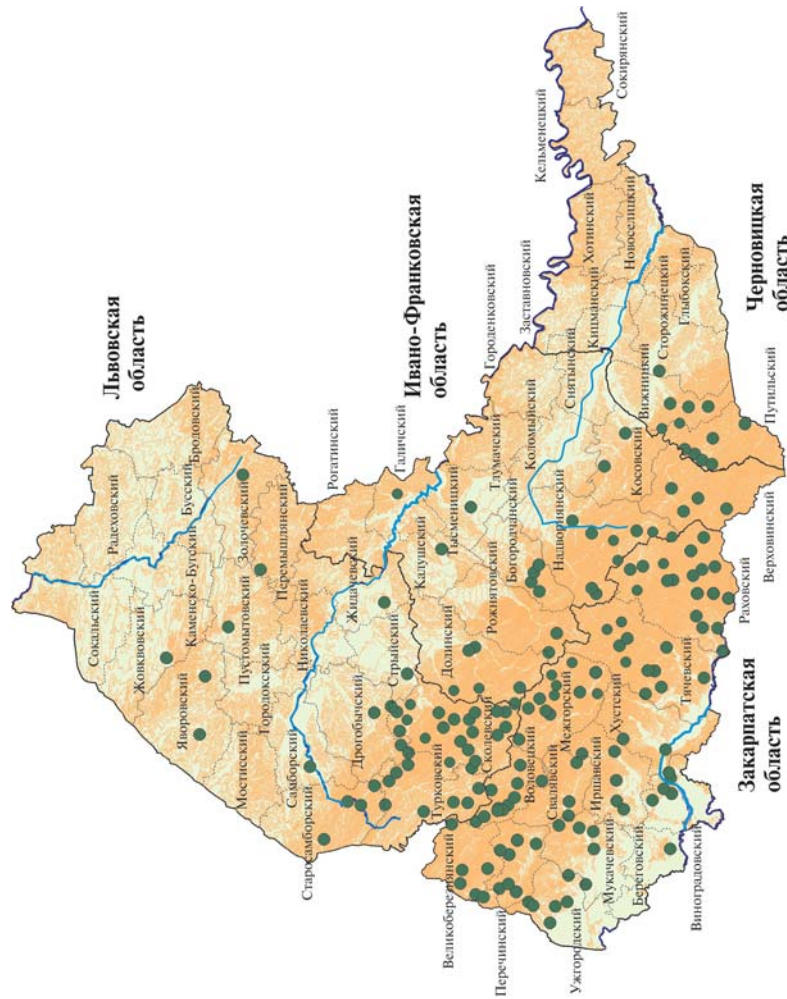 Львовская
область
Сокальский
Радеховский
Жовквовский
Каменско-Бугский
Бусский
Бродовский
Яворовский
Пустомытовский
Золочевский
Мостисский
Городокский
Перемышлянский
Самборский
Николаевский
Старосамборский
Дрогобычский
Стрыйский
Жидачевский
Турковский
Сколевский
Ивано-Франковская
область
Рогатинский
Галичский
Калушский
Тысменицкий
Долинский
Рожнятовский
Богородчанский
Тлумачский
Городенковский
Надворнянский
Коломыйский
Снятынский
Косовский
Верховинский
Черновицкая
область
Заставновский
Кицманский
Хотинский
Кельменецкий
Сокирянский
Новоселицкий
Вижницкий
Сторожинецкий
Глыбокский
Путильский
Закарпатская
область
Великоберезнянский
Перечинский
Ужгородский
Воловецкий
Свалявский
Межгорский
Мукачевский
Иршавский
Хустский
Береговский
Виноградовский
Тячевский
Раховский